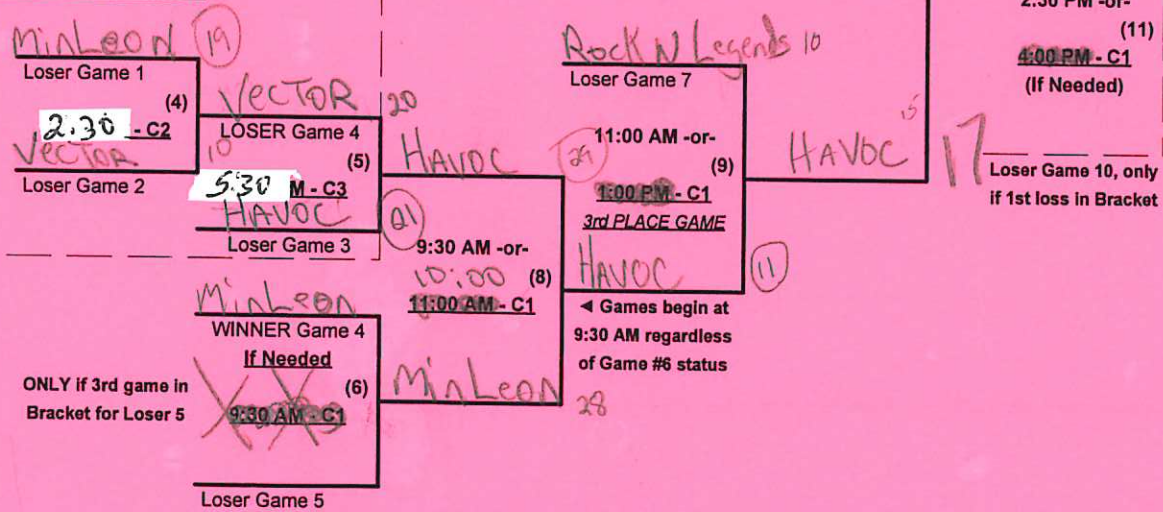 MinLeon 19
Loser Game 1
(4)
2:30 - C2
Vector
Loser Game 2
Vector 20
LOSER Game 4
10
(5)
5:30 M - C3
Havoc 21
Loser Game 3
MinLeon
WINNER Game 4
If Needed
(6)
9:30 AM - C1
ONLY if 3rd game in
Bracket for Loser 5
Loser Game 5
Havoc 29
9:30 AM -or-
10:00 (8)
11:00 AM - C1
MinLeon 28
Rock N Legends 10
Loser Game 7
11:00 AM -or-
(9)
1:00 PM - C1
3rd PLACE GAME
Havoc 11
◄ Games begin at
9:30 AM regardless
of Game #6 status
Havoc 15
17
2:30 PM -or-
(11)
4:00 PM - C1
(If Needed)
Loser Game 10, only
if 1st loss in Bracket